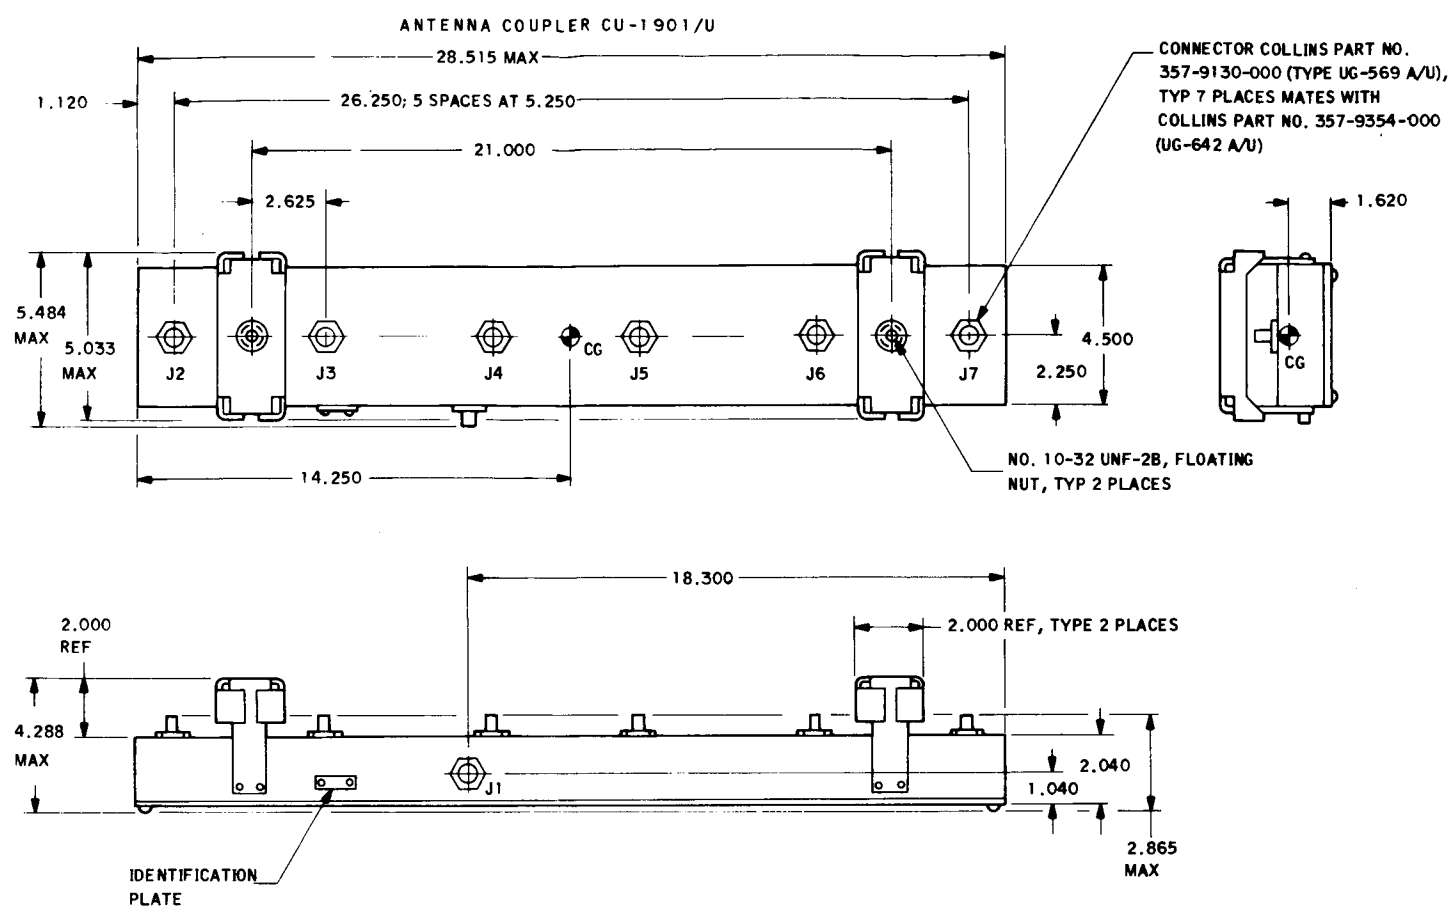 ANTENNA COUPLER CU-1901/U
28.515 MAX
1.120
26.250; 5 SPACES AT 5.250
21.000
2.625
CONNECTOR COLLINS PART NO.
357-9130-000 (TYPE UG-569 A/U),
TYP 7 PLACES MATES WITH
COLLINS PART NO. 357-9354-000
(UG-642 A/U)
1.620
5.484
MAX
5.033
MAX
J2
J3
J4
CG
J5
J6
J7
4.500
2.250
CG
14.250
NO. 10-32 UNF-2B, FLOATING
NUT, TYP 2 PLACES
18.300
2.000
REF
2.000 REF, TYPE 2 PLACES
4.288
MAX
J1
2.040
1.040
2.865
MAX
IDENTIFICATION
PLATE